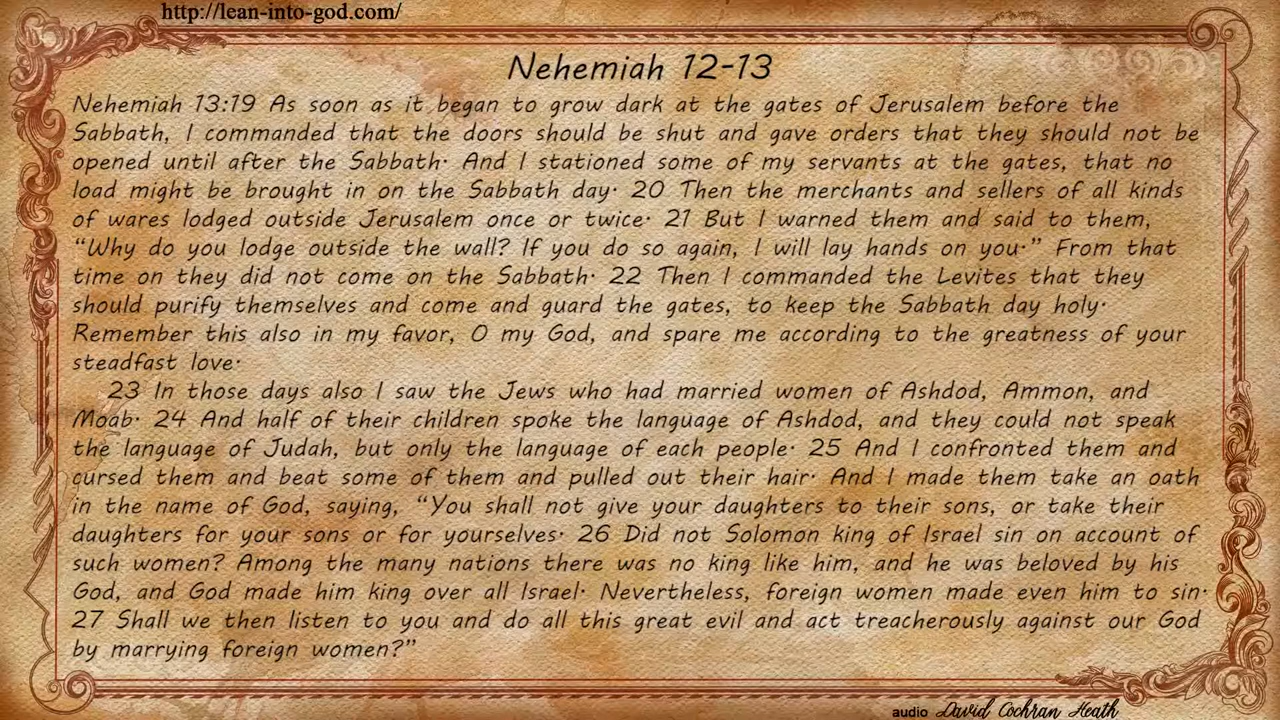 http://lean-into-god.com/
Nehemiah 12-13
Nehemiah 13:19 As soon as it began to grow dark at the gates of Jerusalem before the
Sabbath, I commanded that the doors should be shut and gave orders that they should not be
opened until after the Sabbath. And I stationed some of my servants at the gates, that no
load might be brought in on the Sabbath day. 20 Then the merchants and sellers of all kinds
of wares lodged outside Jerusalem once or twice. 21 But I warned them and said to them,
“Why do you lodge outside the wall? If you do so again, I will lay hands on you.” From that
time on they did not come on the Sabbath. 22 Then I commanded the Levites that they
should purify themselves and come and guard the gates, to keep the Sabbath day holy.
Remember this also in my favor, O my God, and spare me according to the greatness of your
steadfast love.
23 In those days also I saw the Jews who had married women of Ashdod, Ammon, and
Moab. 24 And half of their children spoke the language of Ashdod, and they could not speak
the language of Judah, but only the language of each people. 25 And I confronted them and
cursed them and beat some of them and pulled out their hair. And I made them take an oath
in the name of God, saying, “You shall not give your daughters to their sons, or take their
daughters for your sons or for yourselves. 26 Did not Solomon king of Israel sin on account of
such women? Among the many nations there was no king like him, and he was beloved by his
God, and God made him king over all Israel. Nevertheless, foreign women made even him to sin.
27 Shall we then listen to you and do all this great evil and act treacherously against our God
by marrying foreign women?”
audio David Cochran Heath